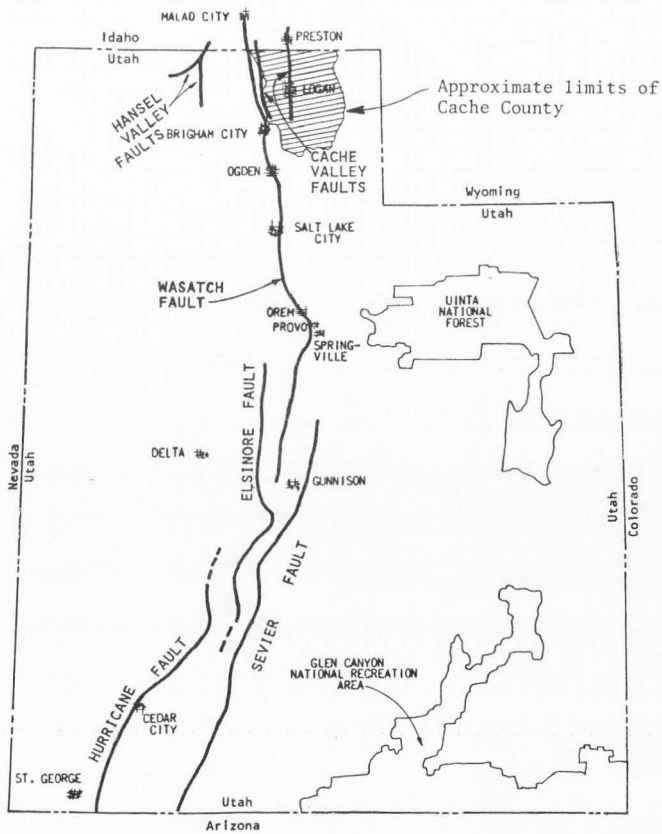 MALAD CITY
PRESTON
Idaho
Utah
LOGAN
Approximate limits of
Cache County
HANSEL
VALLEY
FAULTS
BRIGHAM CITY
CACHE
VALLEY
FAULTS
OGDEN
Wyoming
Utah
SALT LAKE
CITY
WASATCH
FAULT
UINTA
NATIONAL
FOREST
OREM
PROVO
SPRING-
VILLE
ELSINORE FAULT
DELTA
GUNNISON
Nevada
Utah
Utah
Colorado
SEVIER FAULT
HURRICANE FAULT
GLEN CANYON
NATIONAL RECREATION
AREA
CEDAR
CITY
ST. GEORGE
Utah
Arizona